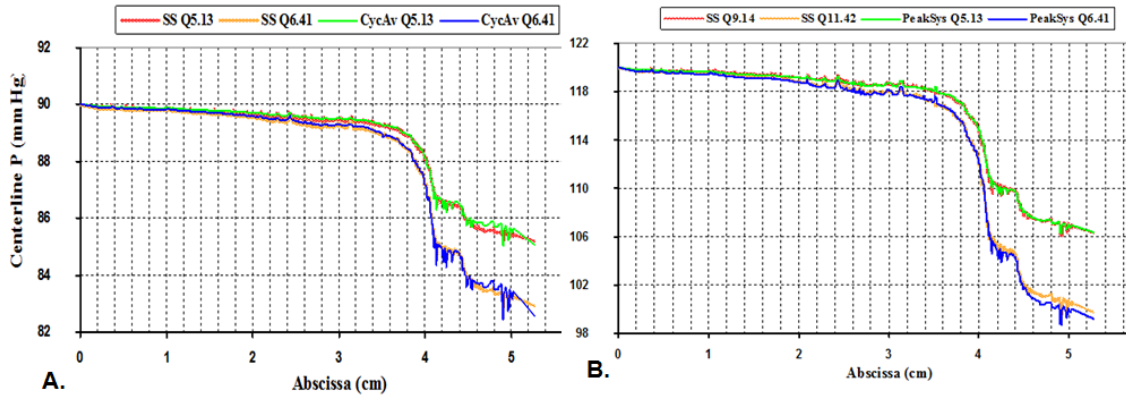 A.
SS Q5.13 SS Q6.41 CycAv Q5.13 CycAv Q6.41
Centerline P (mmHg)
92
90
88
86
84
82
0 1 2 3 4 5
Abscissa (cm)
A.
B.
SS Q9.14 SS Q11.42 PeakSys Q5.13 PeakSys Q6.41
122
118
114
110
106
102
98
0 1 2 3 4 5
Abscissa (cm)
B.